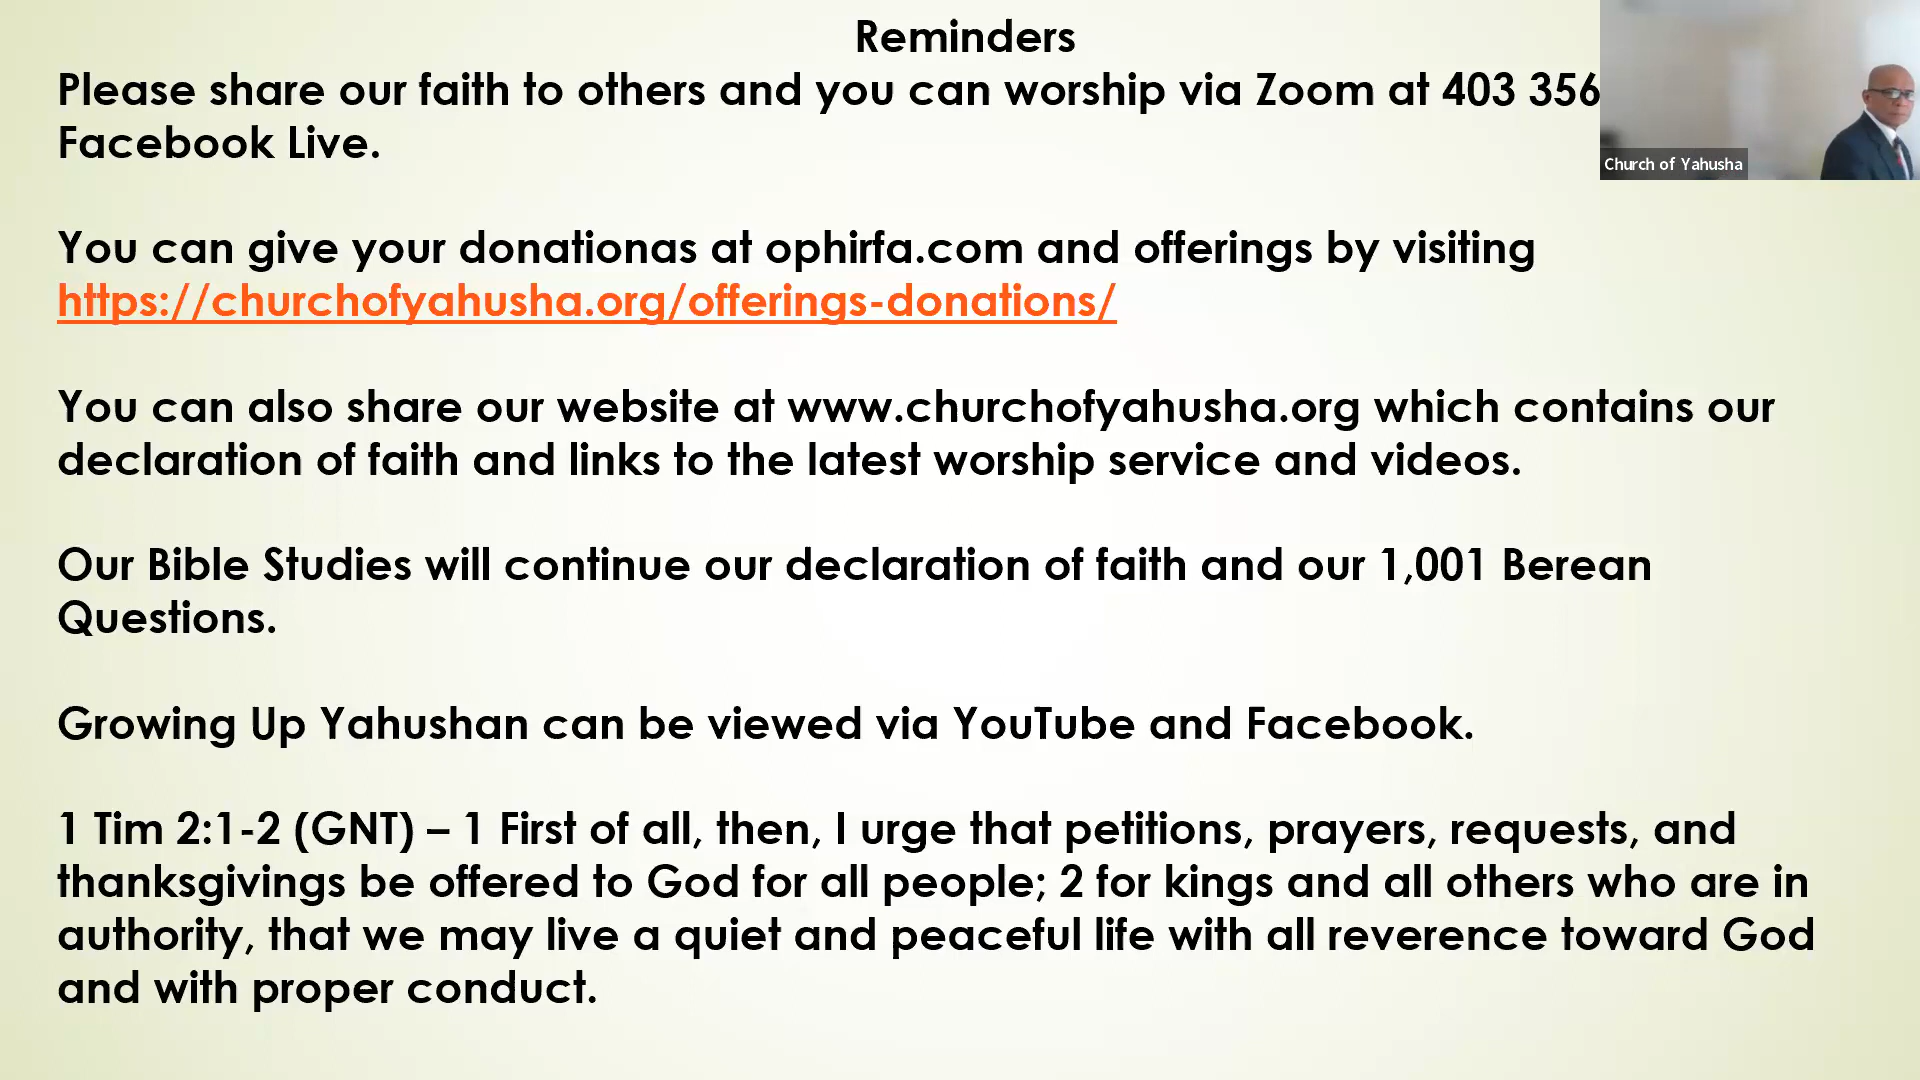 Reminders
Please share our faith to others and you can worship via Zoom at 403 356
Facebook Live.
Church of Yahusha
You can give your donationas at ophirfa.com and offerings by visiting
https://churchofyahusha.org/offerings-donations/
You can also share our website at www.churchofyahusha.org which contains our
declaration of faith and links to the latest worship service and videos.
Our Bible Studies will continue our declaration of faith and our 1,001 Berean
Questions.
Growing Up Yahushan can be viewed via YouTube and Facebook.
1 Tim 2:1-2 (GNT) – 1 First of all, then, I urge that petitions, prayers, requests, and
thanksgivings be offered to God for all people; 2 for kings and all others who are in
authority, that we may live a quiet and peaceful life with all reverence toward God
and with proper conduct.